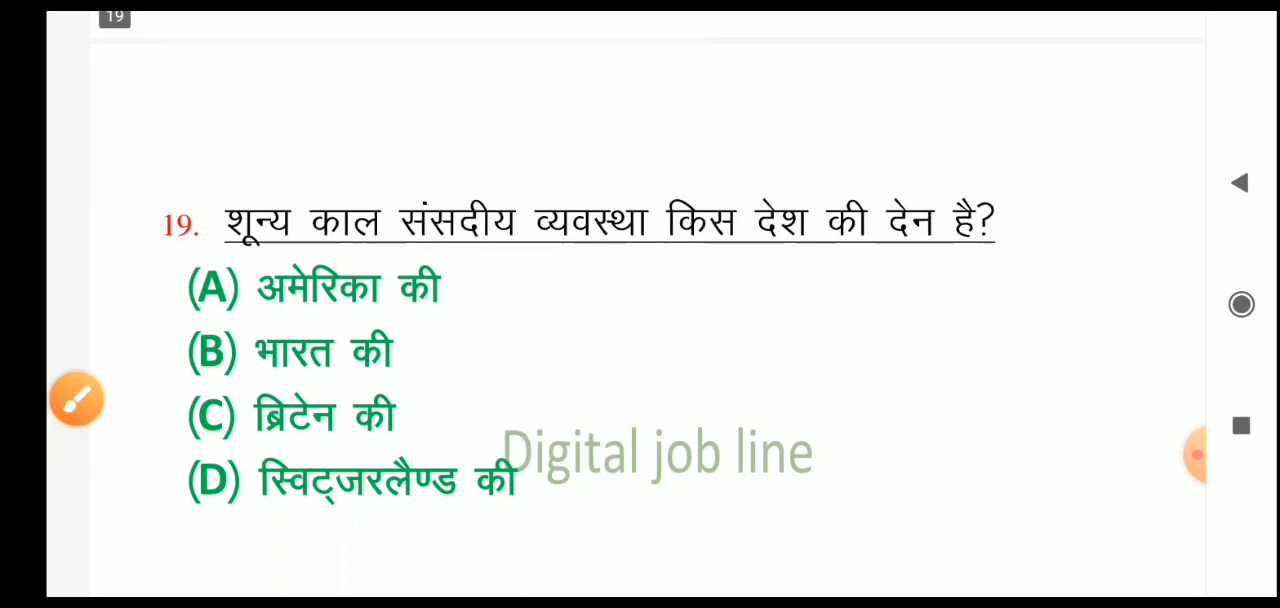 19
19. शून्य काल संसदीय व्यवस्था किस देश की देन है?
(A) अमेरिका की
(B) भारत की
(C) ब्रिटेन की
(D) स्विट्जरलैण्ड की
Digital job line